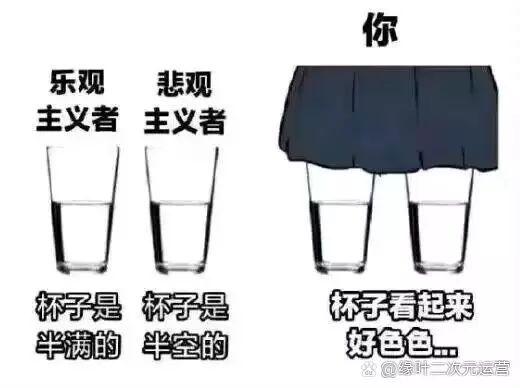 你
乐观
主义者
悲观
主义者
杯子是
半满的
杯子是
半空的
杯子看起来
好色色...
@缘叶二次元运营